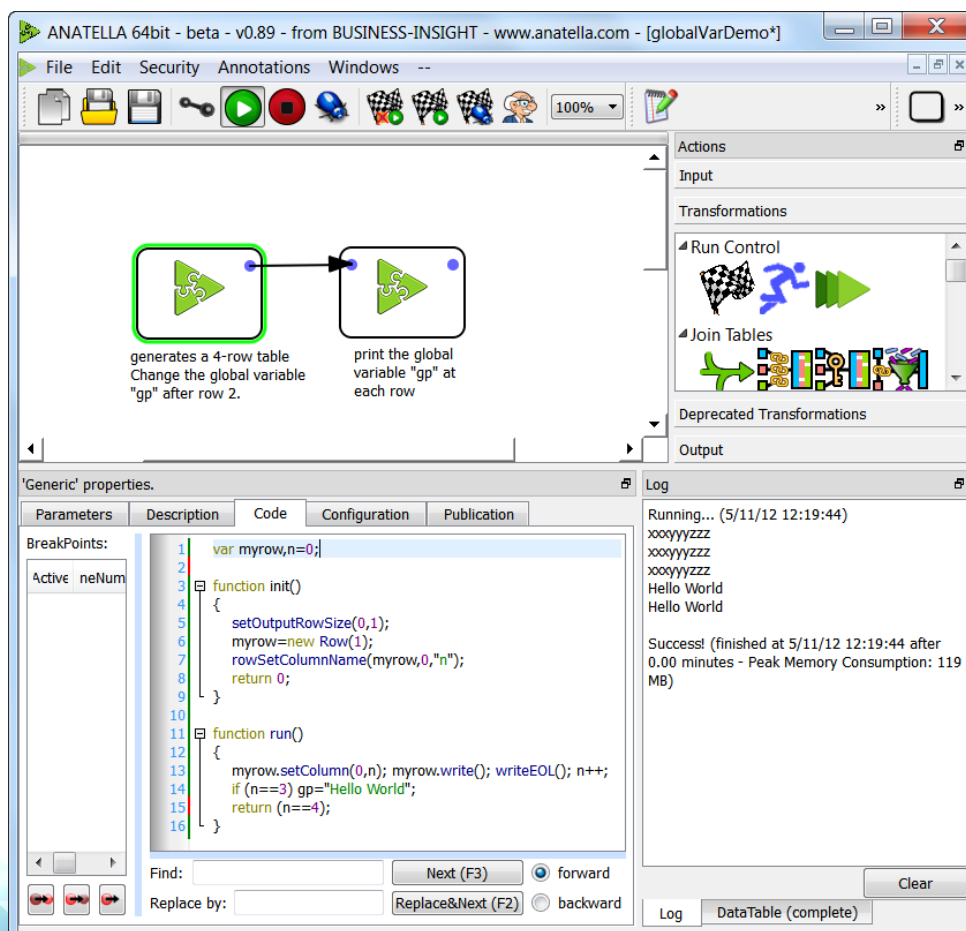 ANATELLA 64bit - beta - v0.89 - from BUSINESS-INSIGHT - www.anatella.com - [globalVarDemo*]
File Edit Security Annotations Windows --
100% » »
Actions
Input
Transformations
Run Control
Join Tables
Deprecated Transformations
Output
generates a 4-row table
Change the global variable
"gp" after row 2.
print the global
variable "gp" at
each row
'Generic' properties.
Parameters Description Code Configuration Publication
BreakPoints:
Active neNum
1 var myrow,n=0;
2
3 function init()
4 {
5 setOutputRowSize(0,1);
6 myrow=new Row(1);
7 rowSetColumnName(myrow,0,"n");
8 return 0;
9 }
10
11 function run()
12 {
13 myrow.setColumn(0,n); myrow.write(); writeEOL(); n++;
14 if (n==3) gp="Hello World";
15 return (n==4);
16 }
Find: Next (F3) forward
Replace by: Replace&Next (F2) backward
Log
Running... (5/11/12 12:19:44)
xxxyyyzzz
xxxyyyzzz
xxxyyyzzz
Hello World
Hello World
Success! (finished at 5/11/12 12:19:44 after
0.00 minutes - Peak Memory Consumption: 119
MB)
Clear
Log DataTable (complete)